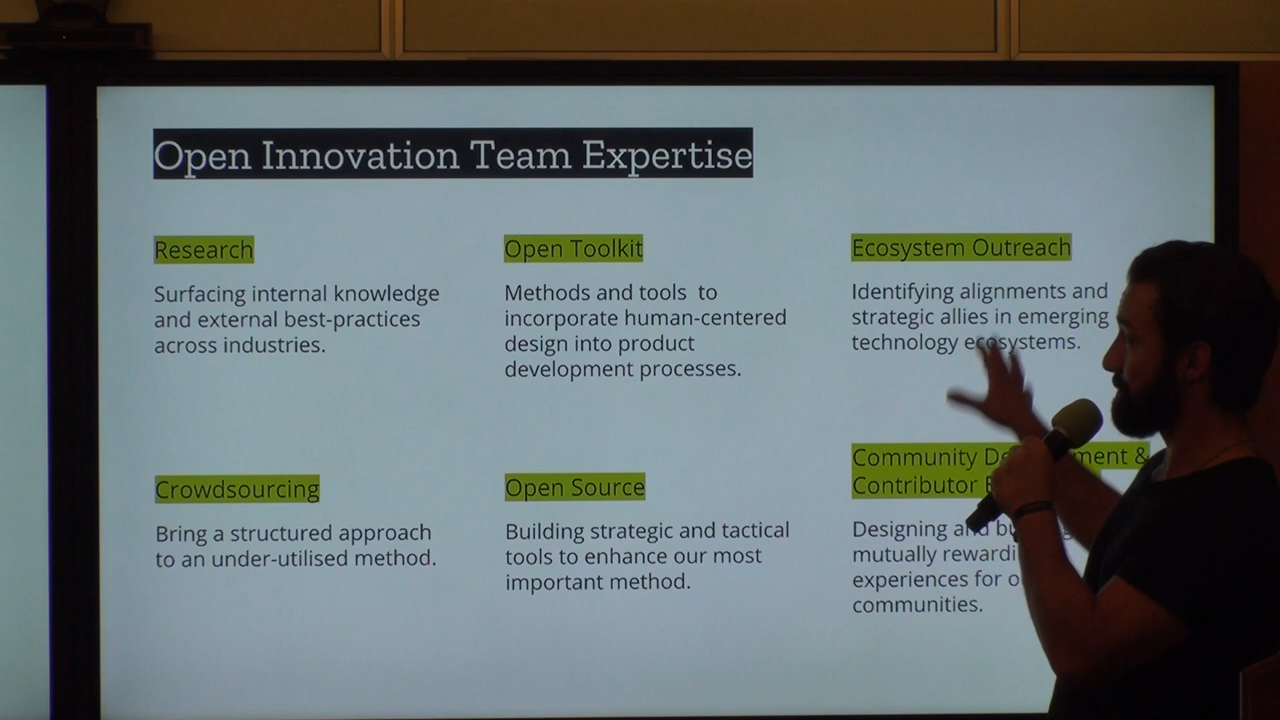 Open Innovation Team Expertise
Research
Surfacing internal knowledge
and external best-practices
across industries.
Open Toolkit
Methods and tools to
incorporate human-centered
design into product
development processes.
Ecosystem Outreach
Identifying alignments and
strategic allies in emerging
technology ecosystems.
Crowdsourcing
Bring a structured approach
to an under-utilised method.
Open Source
Building strategic and tactical
tools to enhance our most
important method.
Community &
Contributor
Designing and
mutually
experiences for
communities.